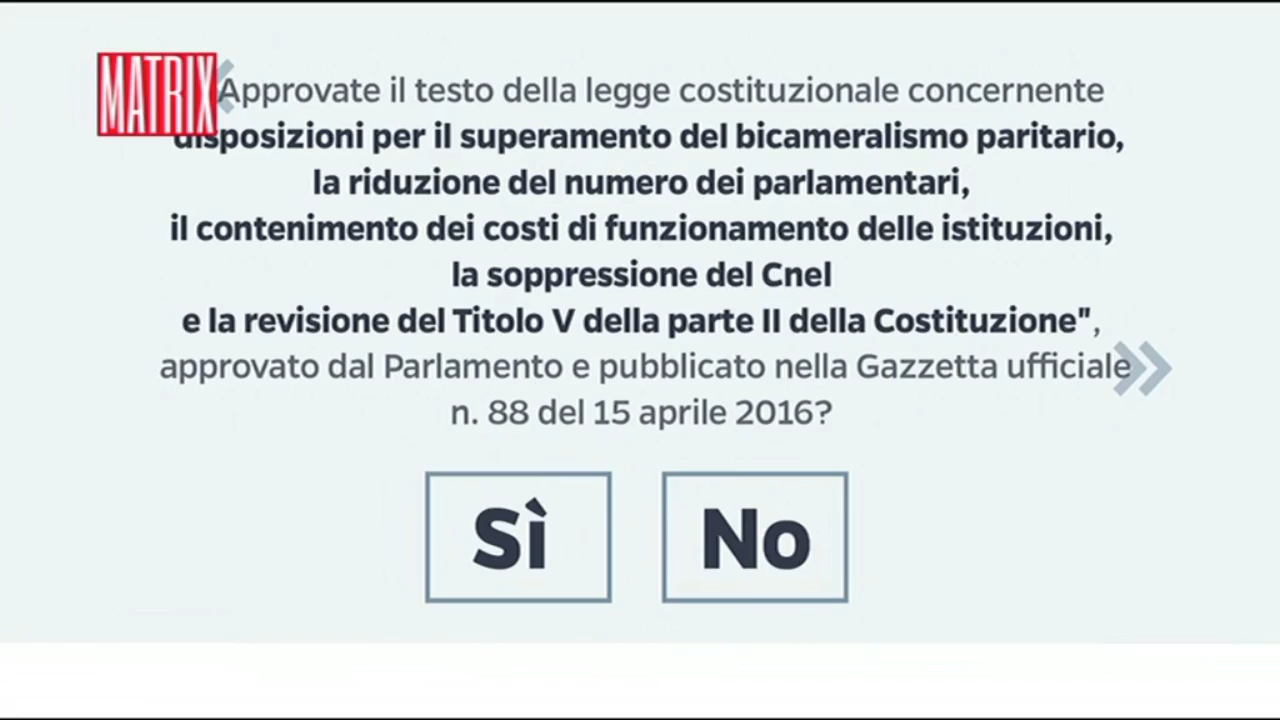 MATRIX
«Approvate il testo della legge costituzionale concernente
disposizioni per il superamento del bicameralismo paritario,
la riduzione del numero dei parlamentari,
il contenimento dei costi di funzionamento delle istituzioni,
la soppressione del Cnel
e la revisione del Titolo V della parte II della Costituzione",
approvato dal Parlamento e pubblicato nella Gazzetta ufficiale»
n. 88 del 15 aprile 2016?
Sì
No